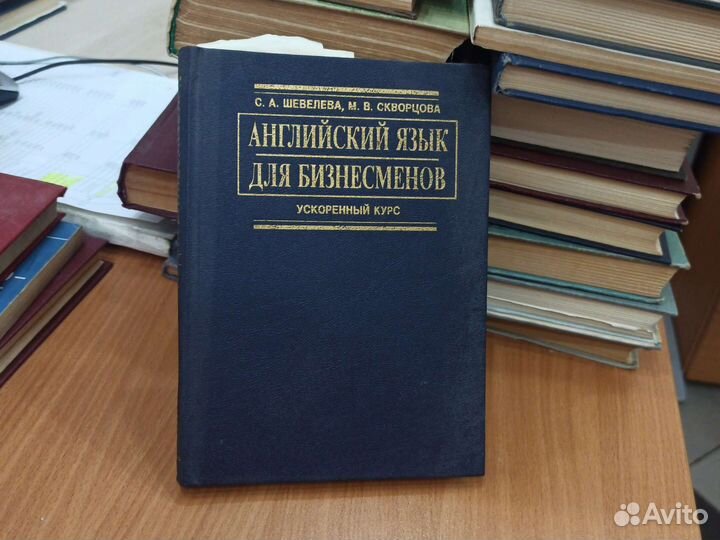 С. А. ШЕВЕЛЕВА, М. В. СКВОРЦОВА
АНГЛИЙСКИЙ ЯЗЫК
ДЛЯ БИЗНЕСМЕНОВ
УСКОРЕННЫЙ КУРС
Avito